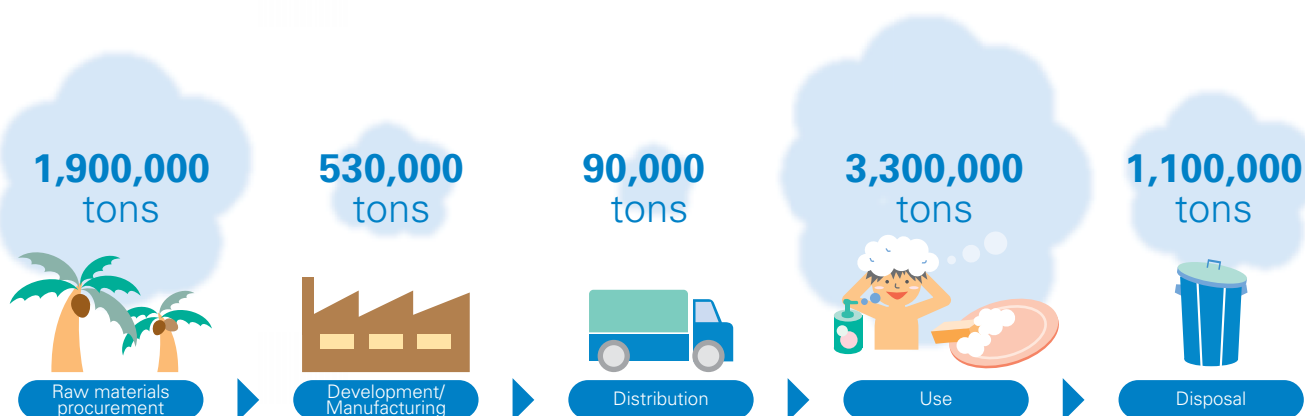 1,900,000
tons
530,000
tons
90,000
tons
3,300,000
tons
1,100,000
tons
Raw materials
procurement
Development/
Manufacturing
Distribution
Use
Disposal